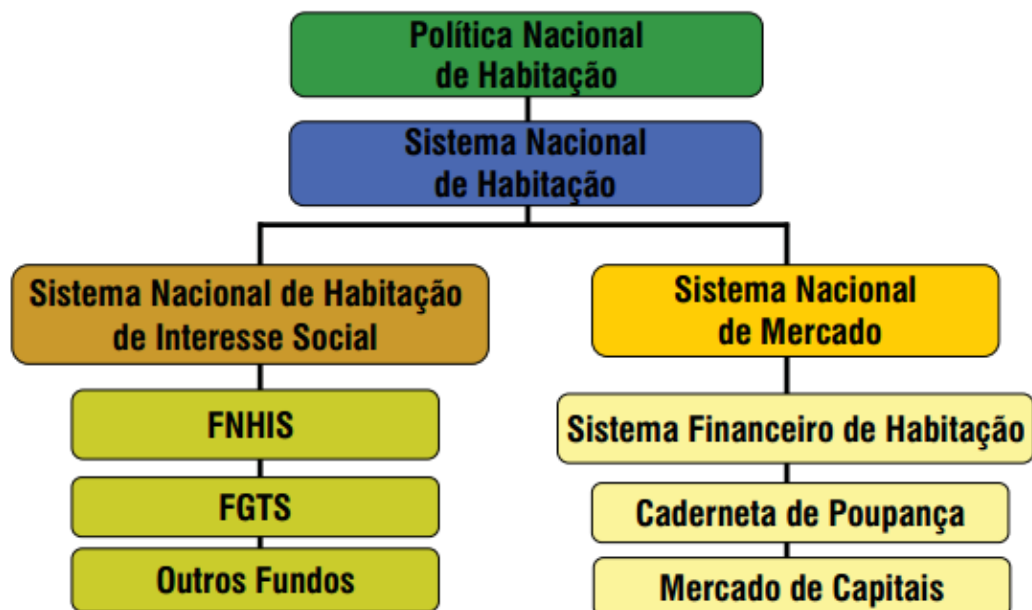 Política Nacional
de Habitação
Sistema Nacional
de Habitação
Sistema Nacional de Habitação
de Interesse Social
FNHIS
FGTS
Outros Fundos
Sistema Nacional
de Mercado
Sistema Financeiro de Habitação
Caderneta de Poupança
Mercado de Capitais